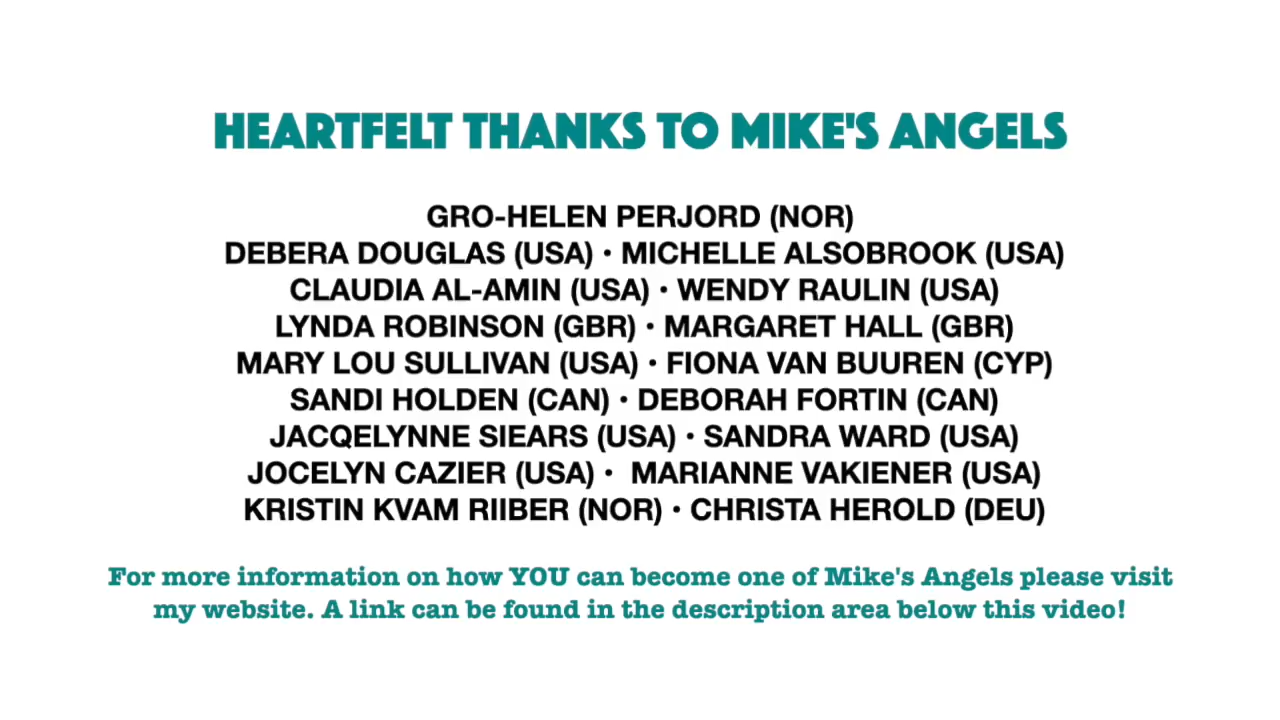 HEARTFELT THANKS TO MIKE'S ANGELS
GRO-HELEN PERJORD (NOR)
DEBERA DOUGLAS (USA) • MICHELLE ALSOBROOK (USA)
CLAUDIA AL-AMIN (USA) • WENDY RAULIN (USA)
LYNDA ROBINSON (GBR) • MARGARET HALL (GBR)
MARY LOU SULLIVAN (USA) • FIONA VAN BUUREN (CYP)
SANDI HOLDEN (CAN) • DEBORAH FORTIN (CAN)
JACQELYNNE SIEARS (USA) • SANDRA WARD (USA)
JOCELYN CAZIER (USA) • MARIANNE VAKIENER (USA)
KRISTIN KVAM RIIBER (NOR) • CHRISTA HEROLD (DEU)
For more information on how YOU can become one of Mike's Angels please visit
my website. A link can be found in the description area below this video!